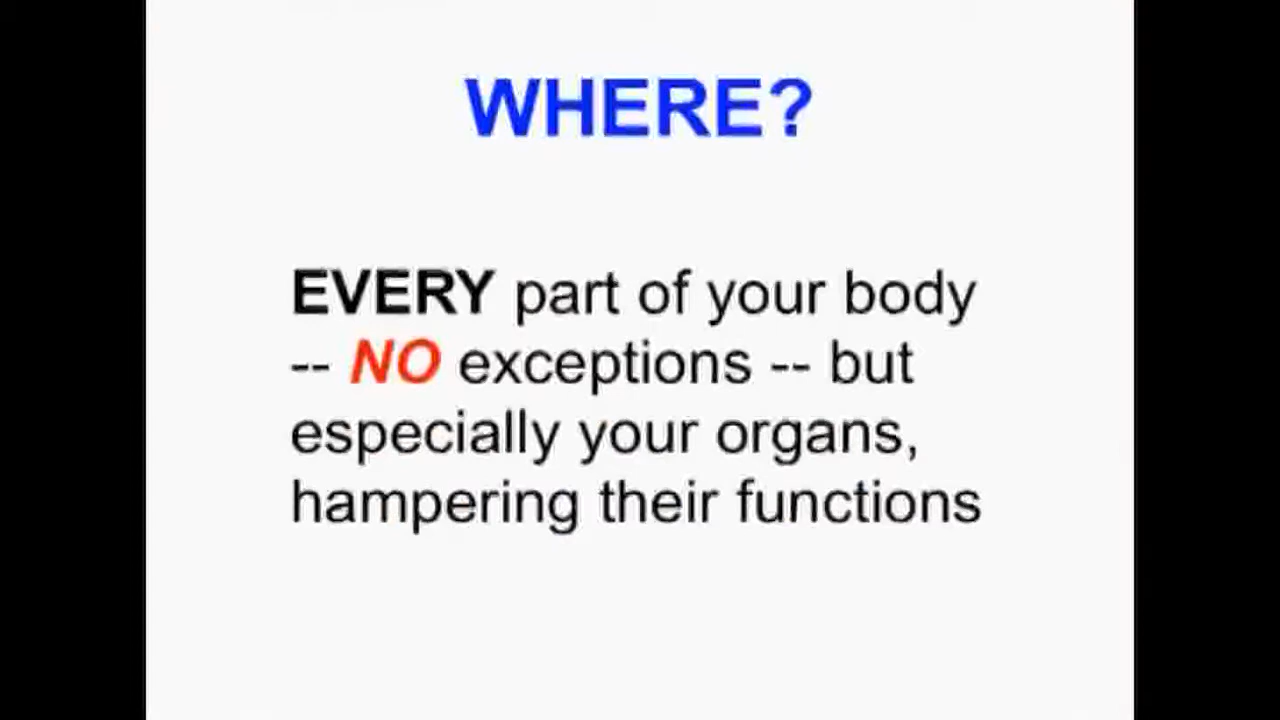 WHERE?
EVERY part of your body
-- NO exceptions -- but
especially your organs,
hampering their functions